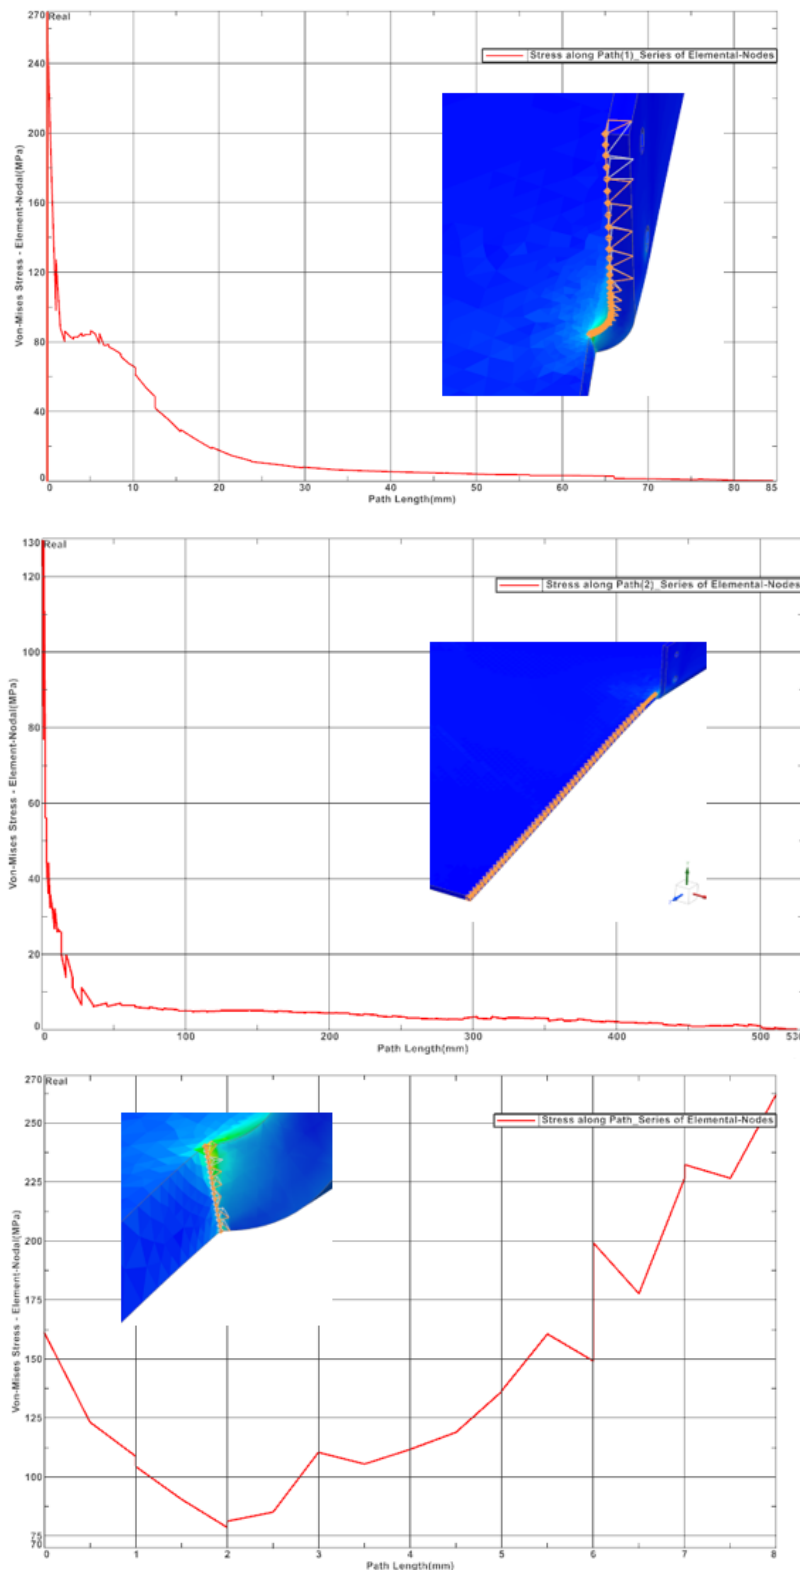 270 Real
Stress along Path(1)_Series of Elemental-Nodes
240
200
160
120
80
40
0
Von-Mises Stress - Element-Nodal(MPa)
0 10 20 30 40 50 60 70 80 85
Path Length(mm)
130 Real
Stress along Path(2)_Series of Elemental-Nodes
120
100
80
60
40
20
0
Von-Mises Stress - Element-Nodal(MPa)
0 100 200 300 400 500 530
Path Length(mm)
270 Real
Stress along Path_Series of Elemental-Nodes
250
225
200
175
150
125
100
75
70
Von-Mises Stress - Element-Nodal(MPa)
0 1 2 3 4 5 6 7 8
Path Length(mm)